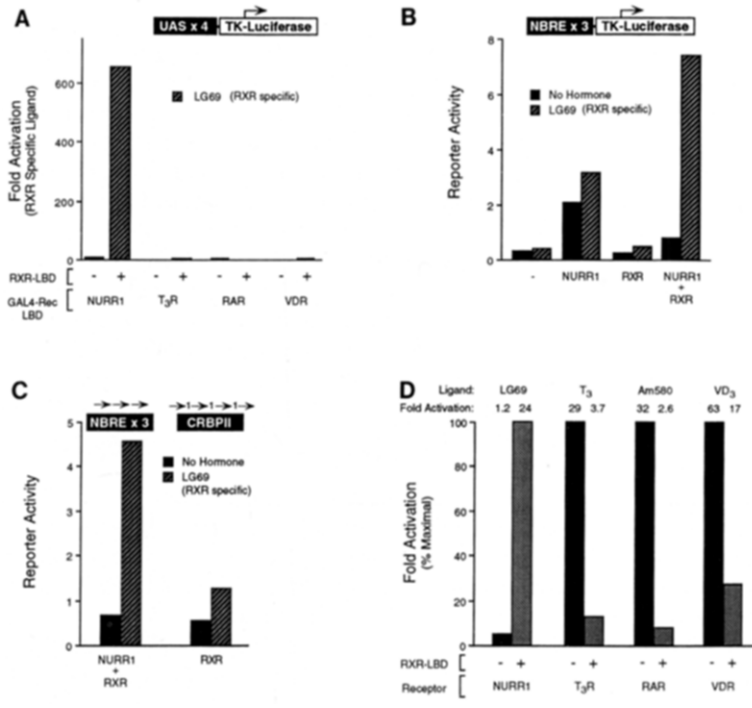 A
UAS x 4 TK-Luciferase
Fold Activation
(RXR Specific Ligand)
600
400
200
0
LG69 (RXR specific)
RXR-LBD - + - + - + - +
GAL4-Rec
LBD
NURR1 T3R RAR VDR
B
NBRE x 3 TK-Luciferase
Reporter Activity
8
6
4
2
0
No Hormone
LG69 (RXR specific)
- NURR1 RXR NURR1
+
RXR
C
1 1 1
NBRE x 3 CRBPII
Reporter Activity
5
4
3
2
1
0
No Hormone
LG69
(RXR specific)
NURR1
+
RXR
RXR
D
Ligand: LG69 T3 Am580 VD3
Fold Activation: 1.2 24 29 3.7 32 2.6 63 17
Fold Activation
(% Maximal)
100
80
60
40
20
0
RXR-LBD - + - + - + - +
Receptor NURR1 T3R RAR VDR